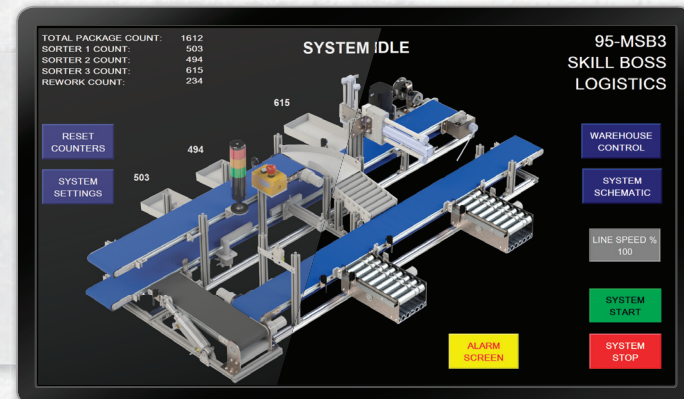 TOTAL PACKAGE COUNT: 1612
SORTER 1 COUNT: 503
SORTER 2 COUNT: 494
SORTER 3 COUNT: 615
REWORK COUNT: 234
SYSTEM IDLE
95-MSB3
SKILL BOSS
LOGISTICS
615
494
503
RESET
COUNTERS
SYSTEM
SETTINGS
WAREHOUSE
CONTROL
SYSTEM
SCHEMATIC
LINE SPEED %
100
SYSTEM
START
ALARM
SCREEN
SYSTEM
STOP